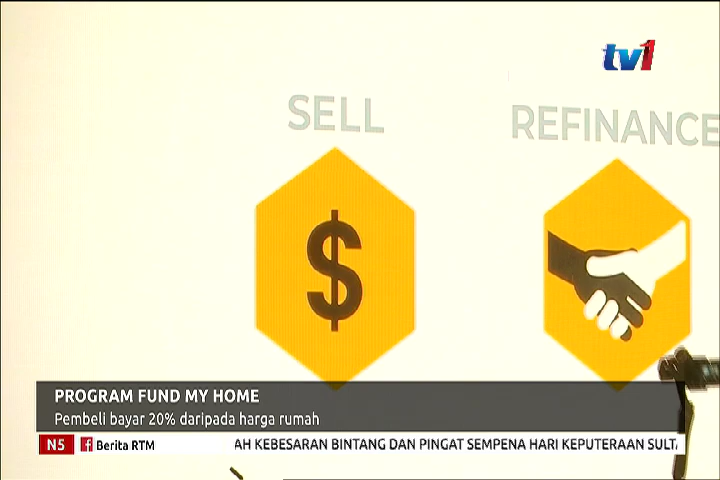 tv1
SELL
REFINANCE
$
PROGRAM FUND MY HOME
Pembeli bayar 20% daripada harga rumah
N5 f Berita RTM AH KEBESARAN BINTANG DAN PINGAT SEMPENA HARI KEPUTERAAN SULTA